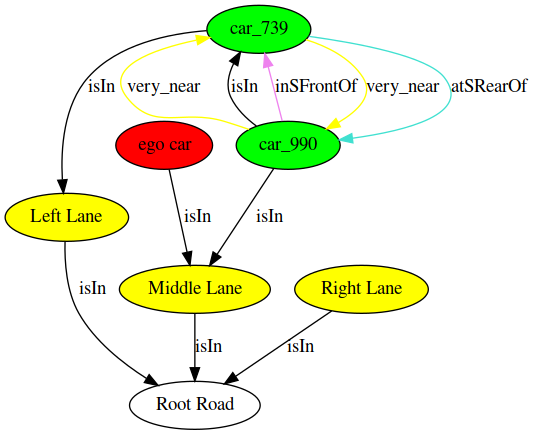 car_739
isIn
very_near
isIn
inSFrontOf
very_near
atSRearOf
ego car
car_990
Left Lane
isIn
isIn
isIn
Middle Lane
Right Lane
isIn
isIn
Root Road